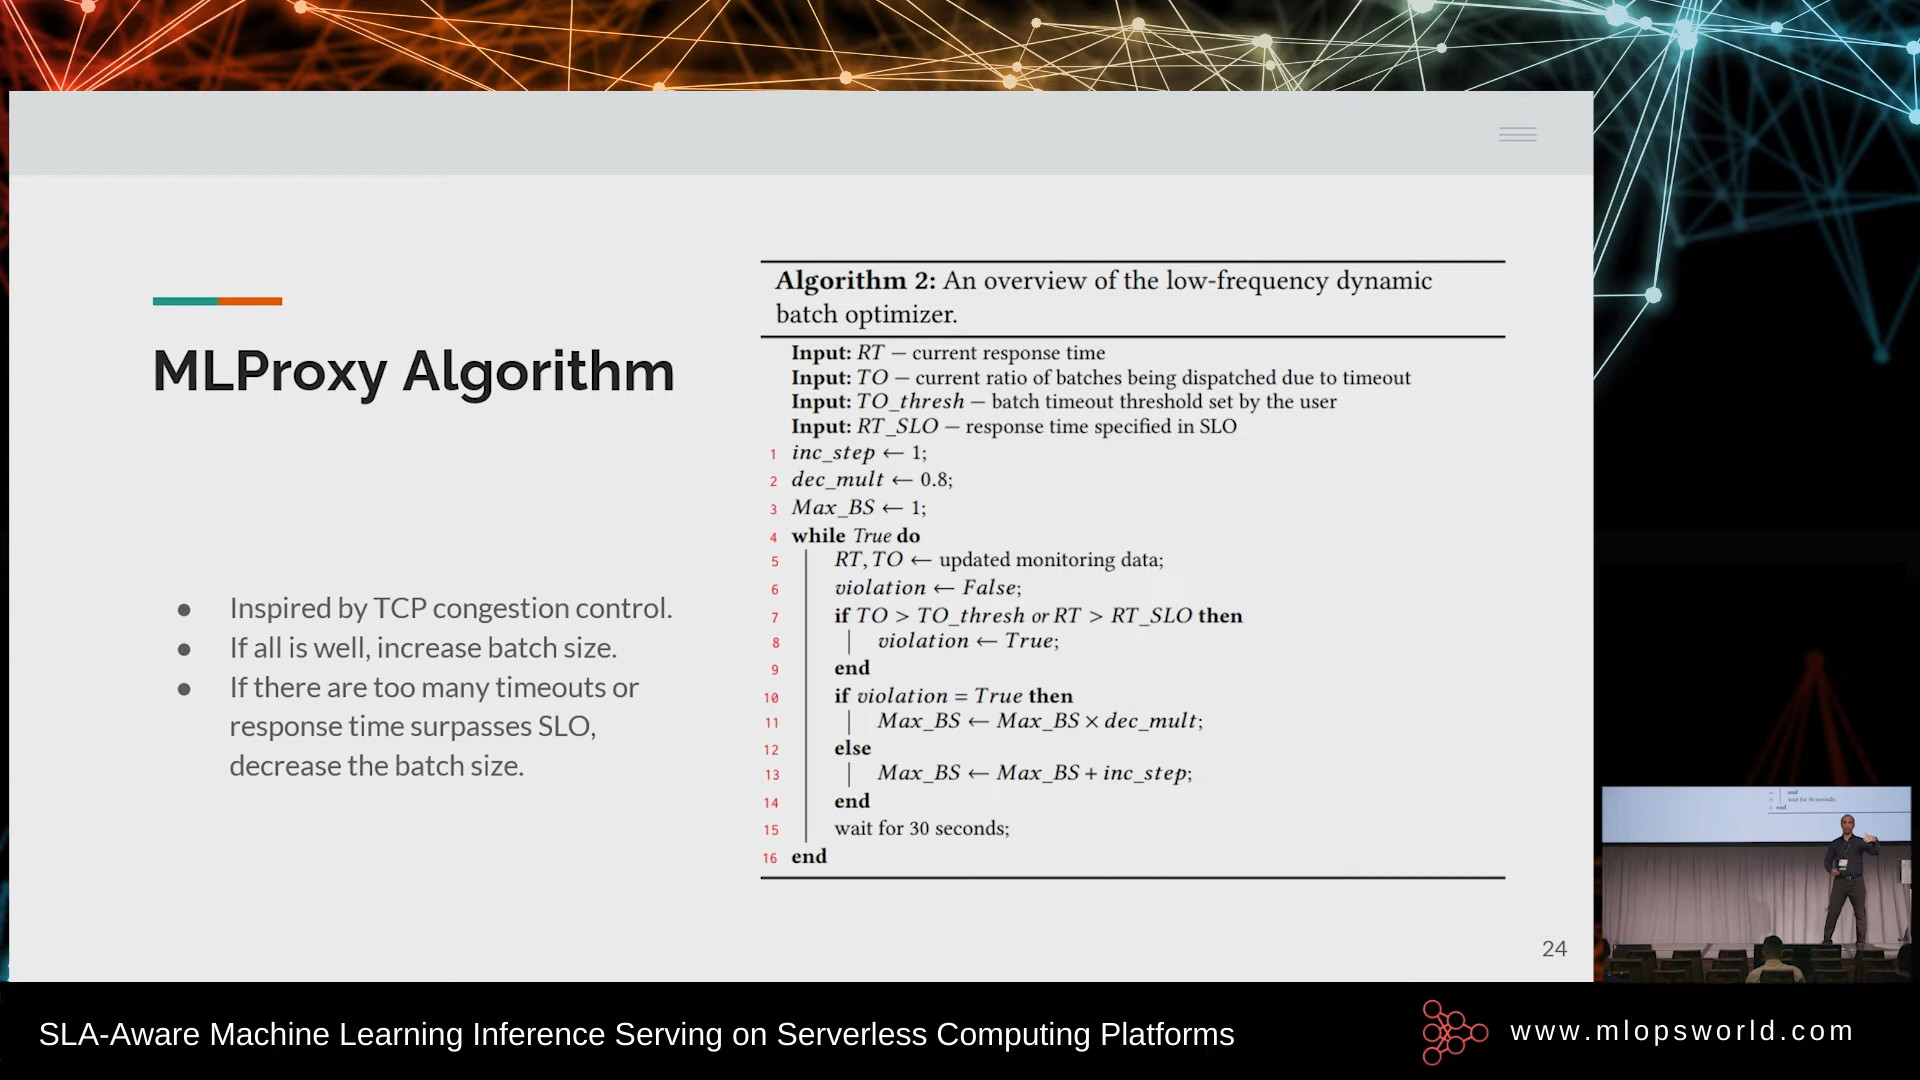 MLProxy Algorithm
● Inspired by TCP congestion control.
● If all is well, increase batch size.
● If there are too many timeouts or
response time surpasses SLO,
decrease the batch size.
Algorithm 2: An overview of the low-frequency dynamic
batch optimizer.
Input: RT – current response time
Input: TO – current ratio of batches being dispatched due to timeout
Input: TO_thresh – batch timeout threshold set by the user
Input: RT_SLO – response time specified in SLO
1 inc_step ← 1;
2 dec_mult ← 0.8;
3 Max_BS ← 1;
4 while True do
5 RT, TO ← updated monitoring data;
6 violation ← False;
7 if TO > TO_thresh or RT > RT_SLO then
8 violation ← True;
9 end
10 if violation = True then
11 Max_BS ← Max_BS × dec_mult;
12 else
13 Max_BS ← Max_BS + inc_step;
14 end
15 wait for 30 seconds;
16 end
24
end
wait for 30 seconds;
end
SLA-Aware Machine Learning Inference Serving on Serverless Computing Platforms
www.mlopsworld.com